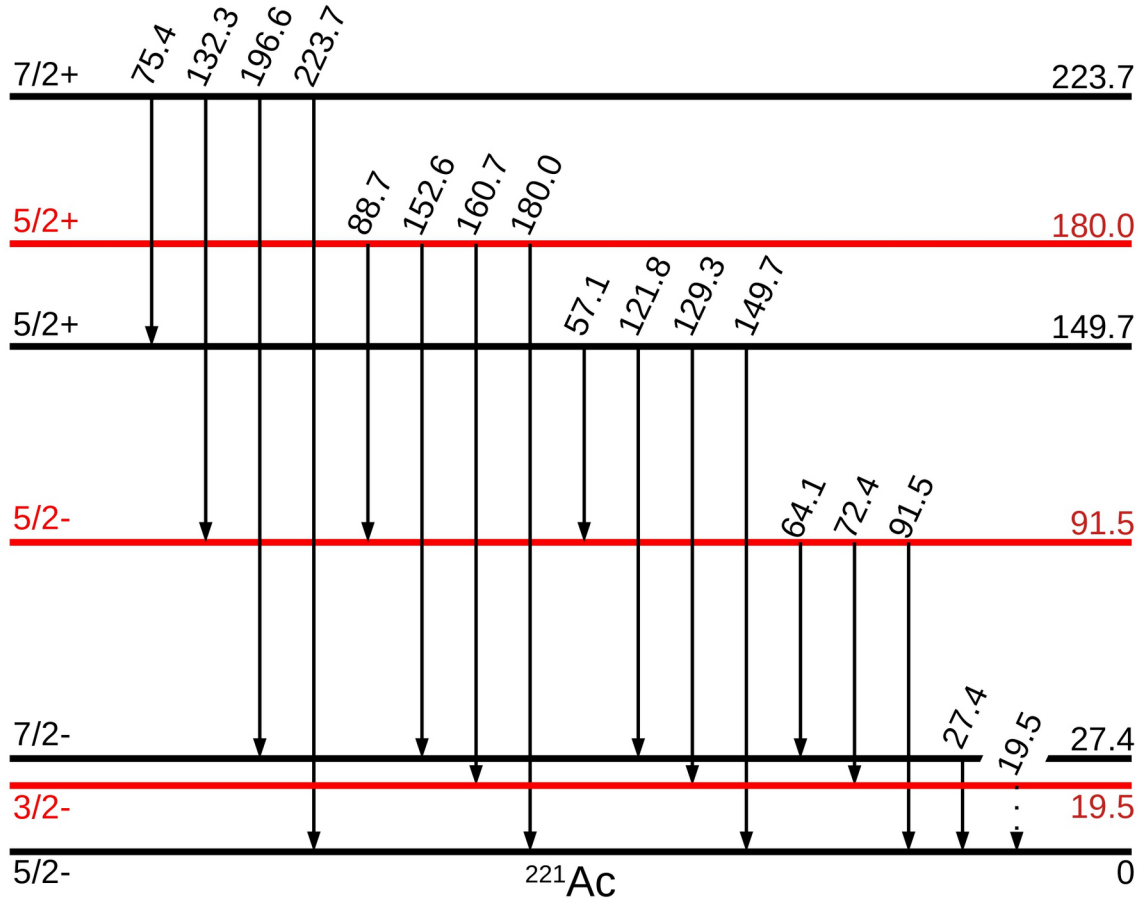 75.4 132.3 196.6 223.7
7/2+ 223.7
88.7 152.6 160.7 180.0
5/2+ 180.0
57.1 121.8 129.3 149.7
5/2+ 149.7
64.1 72.4 91.5
5/2- 91.5
27.4 19.5
7/2- 27.4
3/2- 19.5
5/2- ²²¹Ac 0